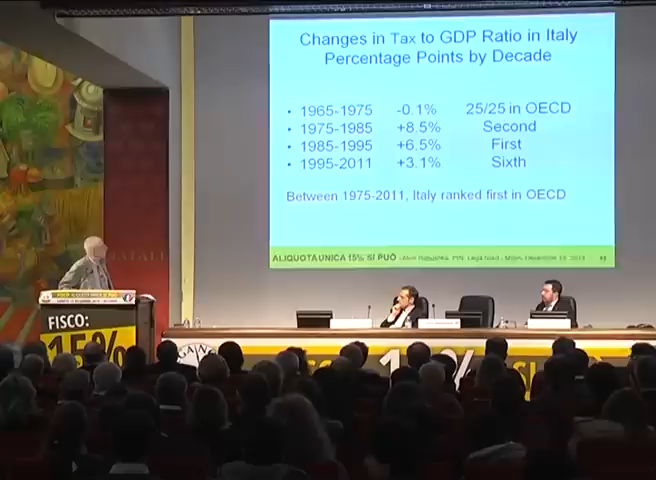 Changes in Tax to GDP Ratio in Italy
Percentage Points by Decade
• 1965-1975 -0.1% 25/25 in OECD
• 1975-1985 +8.5% Second
• 1985-1995 +6.5% First
• 1995-2011 +3.1% Sixth
Between 1975-2011, Italy ranked first in OECD
ALIQUOTA UNICA 15% SI PUÒ
FISCO:
15%